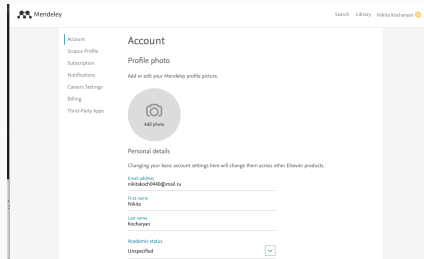 Mendeley
Search Library Nikita Kocharyan
Account
Scopus Profile
Subscription
Notifications
Careers Settings
Billing
Third-Party Apps
Account
Profile photo
Add or edit your Mendeley profile picture.
Add photo
Personal details
Changing your basic account settings here will change them across other Elsevier products.
Email address
nikitakoch0440@mail.ru
First name
Nikita
Last name
Kocharyan
Academic status
Unspecified